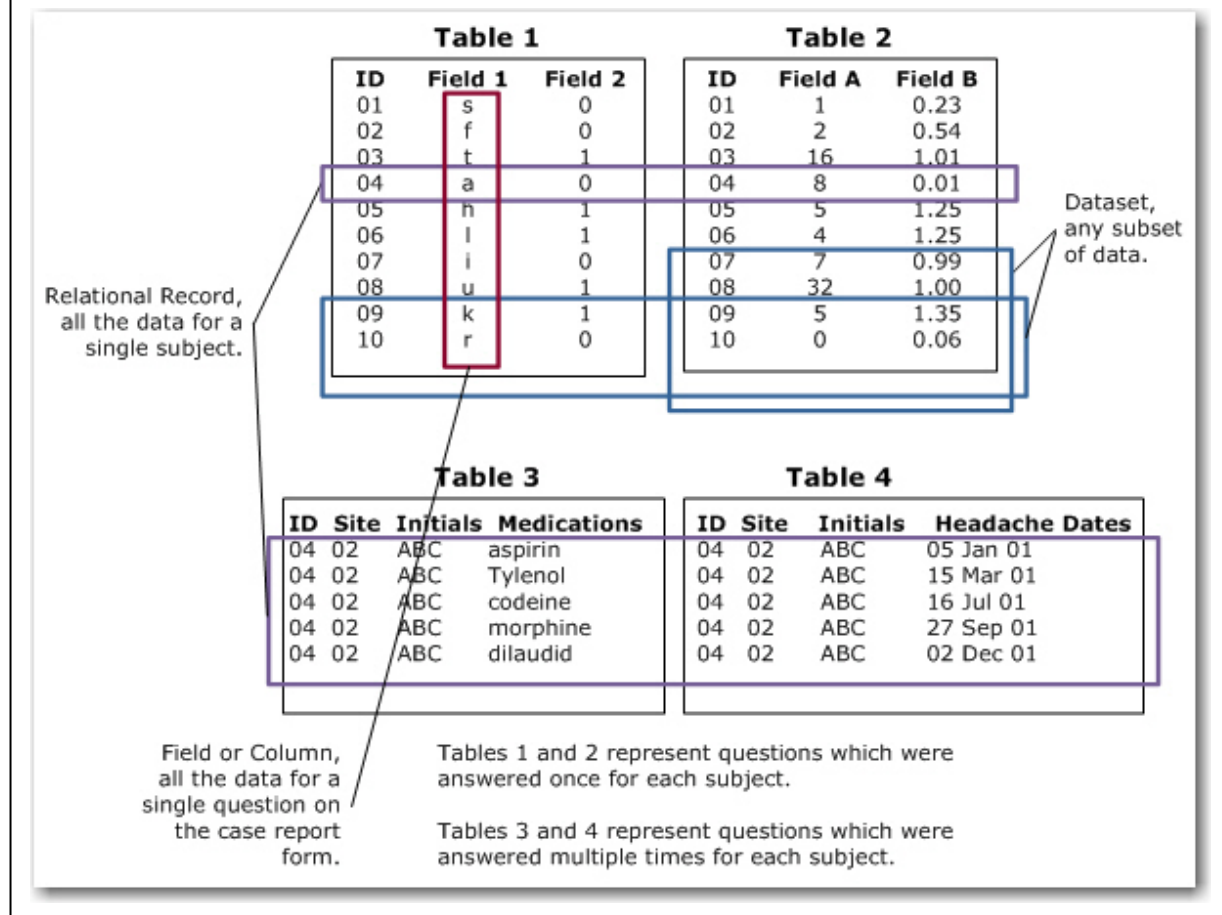 Table 1
ID Field 1 Field 2
01 s 0
02 f 0
03 t 1
04 a 0
05 h 1
06 l 1
07 i 0
08 u 1
09 k 1
10 r 0
Table 2
ID Field A Field B
01 1 0.23
02 2 0.54
03 16 1.01
04 8 0.01
05 5 1.25
06 4 1.25
07 7 0.99
08 32 1.00
09 5 1.35
10 0 0.06
Dataset,
any subset
of data.
Relational Record,
all the data for a
single subject.
Table 3
ID Site Initials Medications
04 02 ABC aspirin
04 02 ABC Tylenol
04 02 ABC codeine
04 02 ABC morphine
04 02 ABC dilaudid
Table 4
ID Site Initials Headache Dates
04 02 ABC 05 Jan 01
04 02 ABC 15 Mar 01
04 02 ABC 16 Jul 01
04 02 ABC 27 Sep 01
04 02 ABC 02 Dec 01
Field or Column,
all the data for a
single question on
the case report
form.
Tables 1 and 2 represent questions which were
answered once for each subject.
Tables 3 and 4 represent questions which were
answered multiple times for each subject.